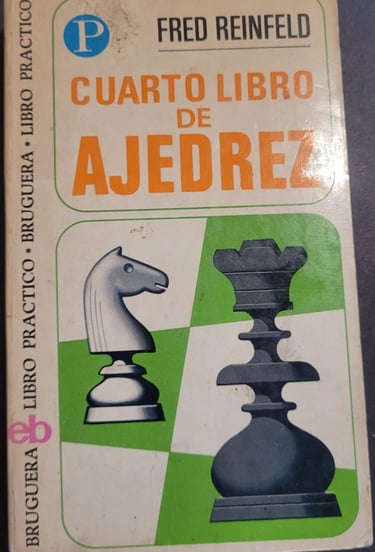 P
FRED REINFELD
CUARTO LIBRO
DE
AJEDREZ
BRUGUERA eb LIBRO PRACTICO • BRUGUERA • LIBRO PRACTICO